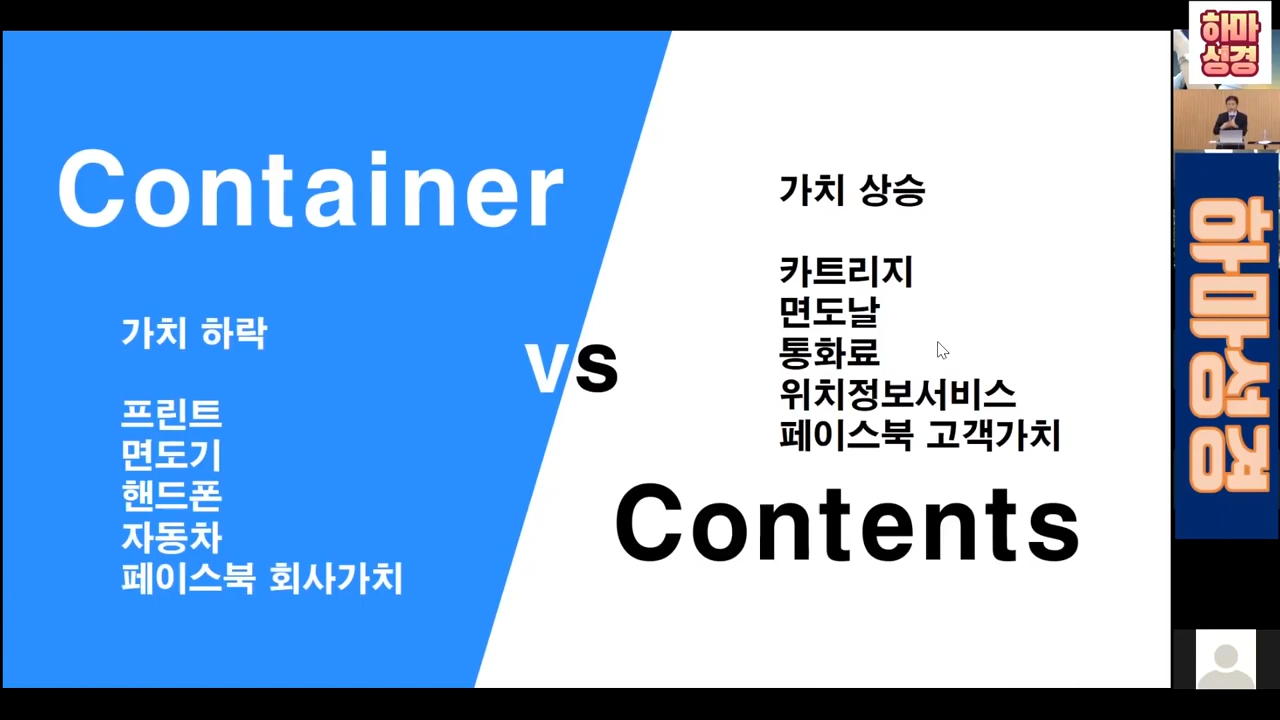 Container
가치 하락
프린트
면도기
핸드폰
자동차
페이스북 회사가치
vs
가치 상승
카트리지
면도날
통화료
위치정보서비스
페이스북 고객가치
Contents
하마
성경
하마성경